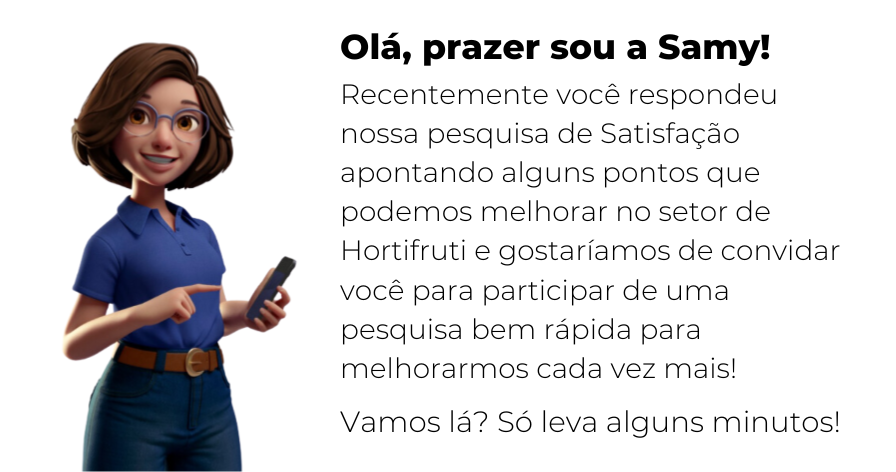 Olá, prazer sou a Samy!
Recentemente você respondeu
nossa pesquisa de Satisfação
apontando alguns pontos que
podemos melhorar no setor de
Hortifruti e gostaríamos de convidar
você para participar de uma
pesquisa bem rápida para
melhorarmos cada vez mais!
Vamos lá? Só leva alguns minutos!